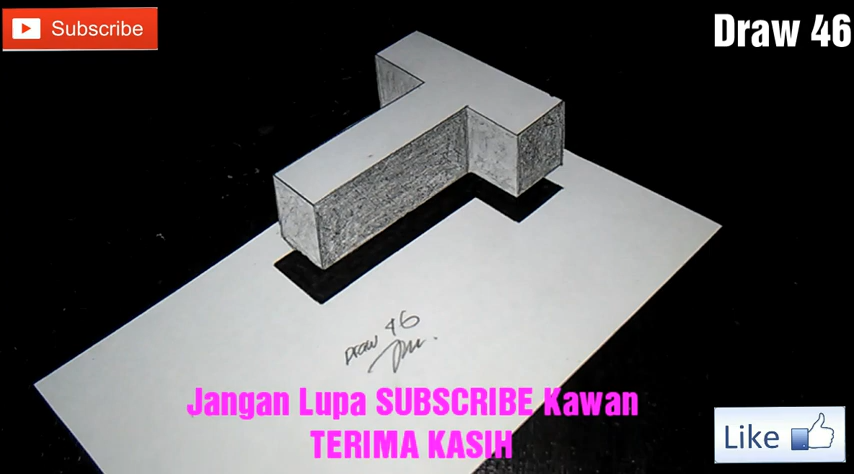 Subscribe
Draw 46
DRAW 46
Jangan Lupa SUBSCRIBE Kawan
TERIMA KASIH
Like